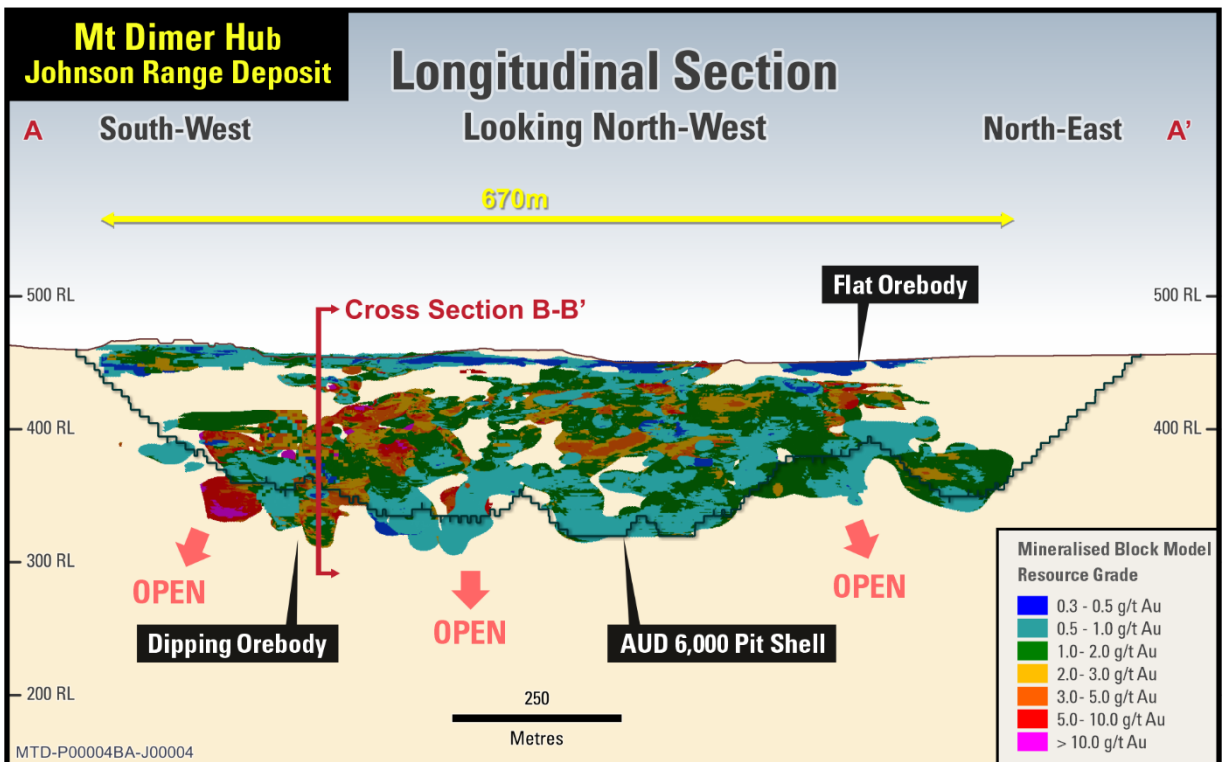 Mt Dimer Hub
Johnson Range Deposit
Longitudinal Section
Looking North-West
A
South-West
North-East
A’
670m
Flat Orebody
500 RL
500 RL
Cross Section B-B’
400 RL
400 RL
300 RL
OPEN
OPEN
OPEN
Dipping Orebody
AUD 6,000 Pit Shell
200 RL
250
Metres
Mineralised Block Model
Resource Grade
0.3 - 0.5 g/t Au
0.5 - 1.0 g/t Au
1.0- 2.0 g/t Au
2.0- 3.0 g/t Au
3.0- 5.0 g/t Au
5.0- 10.0 g/t Au
> 10.0 g/t Au
MTD-P00004BA-J00004